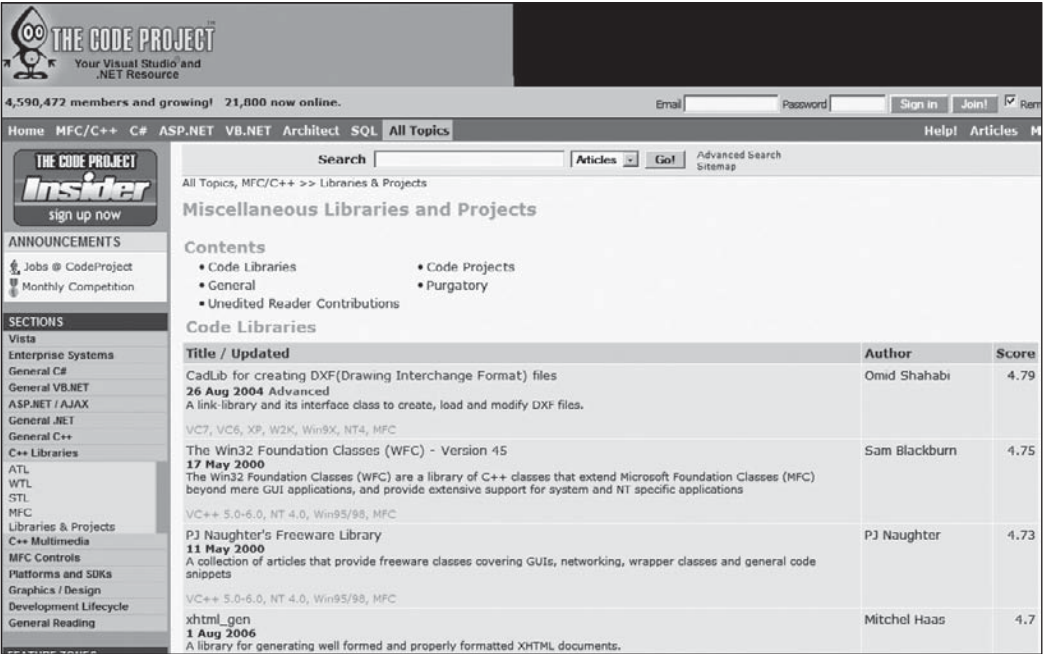 THE CODE PROJECT™
Your Visual Studio and
.NET Resource
4,590,472 members and growing! 21,800 now online.
Email
Password
Sign in
Join!
Rem
Home MFC/C++ C# ASP.NET VB.NET Architect SQL All Topics
Help! Articles M
THE CODE PROJECT
Insider
sign up now
ANNOUNCEMENTS
Jobs @ CodeProject
Monthly Competition
SECTIONS
Vista
Enterprise Systems
General C#
General VB.NET
ASP.NET / AJAX
General .NET
General C++
C++ Libraries
ATL
WTL
STL
MFC
Libraries & Projects
C++ Multimedia
MFC Controls
Platforms and SDKs
Graphics / Design
Development Lifecycle
General Reading
FEATURE ZONES
Search
Articles
Go!
Advanced Search
Sitemap
All Topics, MFC/C++ >> Libraries & Projects
Miscellaneous Libraries and Projects
Contents
• Code Libraries
• Code Projects
• General
• Purgatory
• Unedited Reader Contributions
Code Libraries
Title / Updated Author Score
CadLib for creating DXF(Drawing Interchange Format) files Omid Shahabi 4.79
26 Aug 2004 Advanced
A link-library and its interface class to create, load and modify DXF files.
VC7, VC6, XP, W2K, Win9X, NT4, MFC
The Win32 Foundation Classes (WFC) - Version 45 Sam Blackburn 4.75
17 May 2000
The Win32 Foundation Classes (WFC) are a library of C++ classes that extend Microsoft Foundation Classes (MFC)
beyond mere GUI applications, and provide extensive support for system and NT specific applications
VC++ 5.0-6.0, NT 4.0, Win95/98, MFC
PJ Naughter's Freeware Library PJ Naughter 4.73
11 May 2000
A collection of articles that provide freeware classes covering GUIs, networking, wrapper classes and general code
snippets
VC++ 5.0-6.0, NT 4.0, Win95/98, MFC
xhtml_gen Mitchel Haas 4.7
1 Aug 2006
A library for generating well formed and properly formatted XHTML documents.